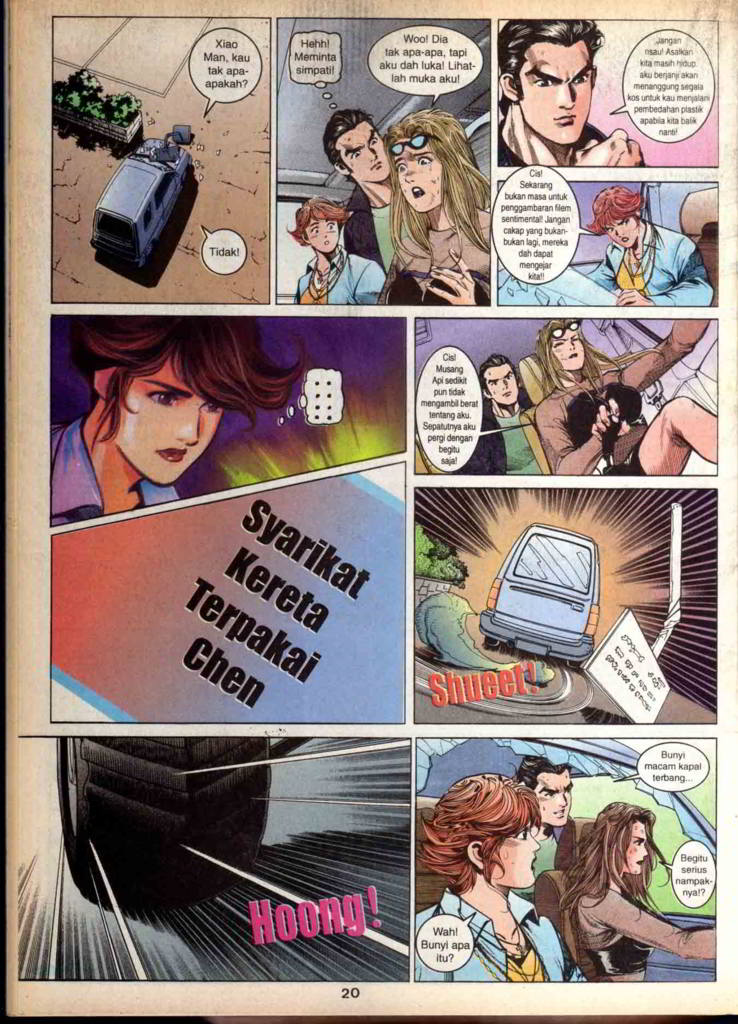 Xiao
Man, kau
tak apa-
apakah?
Tidak!
Hehh!
Meminta
simpati!
Woo! Dia
tak apa-apa, tapi
aku dah luka! Lihat-
lah muka aku!
Jangan
risau! Asalkan
kita masih hidup,
aku berjanji akan
menanggung segala
kos untuk kau menjalani
pembedahan plastik
apabila kita balik
nanti!
Cis!
Sekarang
bukan masa untuk
penggambaran filem
sentimental! Jangan
cakap yang bukan-
bukan lagi, mereka
dah dapat
mengejar
kita!!
Cis!
Musang
Api sedikit
pun tidak
mengambil berat
tentang aku.
Sepatutnya aku
pergi dengan
begitu
saja!
Syarikat
Kereta
Terpakai
Chen
Shueet!
Hoong!
Bunyi
macam kapal
terbang...
Begitu
serius
nampak-
nya!?
Wah!
Bunyi apa
itu?
20